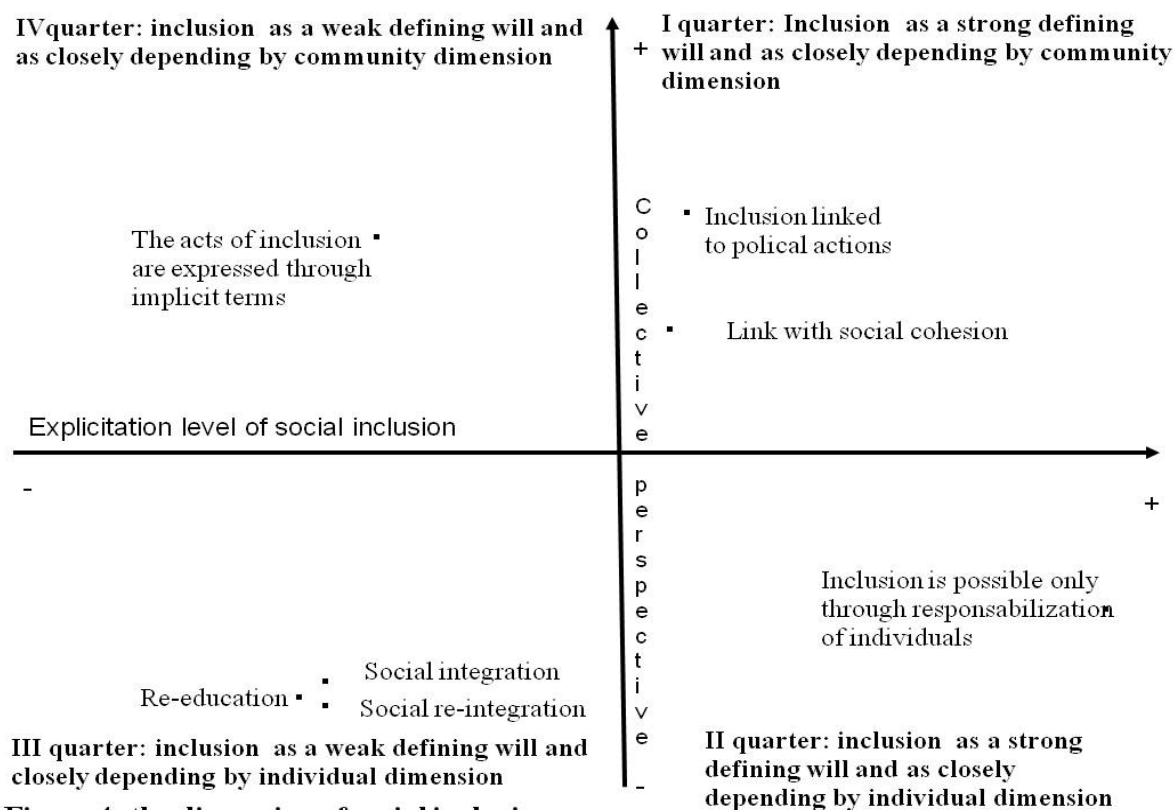 IVquarter: inclusion as a weak defining will and
as closely depending by community dimension
I quarter: Inclusion as a strong defining
+ will and as closely depending by community
dimension
Collective perspective
The acts of inclusion
are expressed through
implicit terms
Inclusion linked
to polical actions
Link with social cohesion
Explicitation level of social inclusion
-
+
Inclusion is possible only
through responsabilization
of individuals
Social integration
Re-education
Social re-integration
III quarter: inclusion as a weak defining will and
closely depending by individual dimension
II quarter: inclusion as a strong
defining will and as closely
depending by individual dimension
-